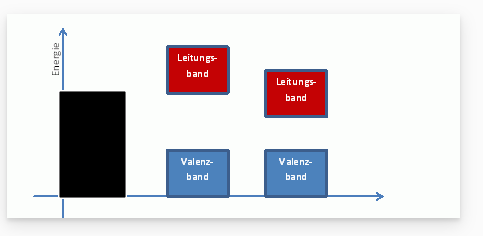 Energie
Leitungs-
band
Leitungs-
band
Valenz-
band
Valenz-
band